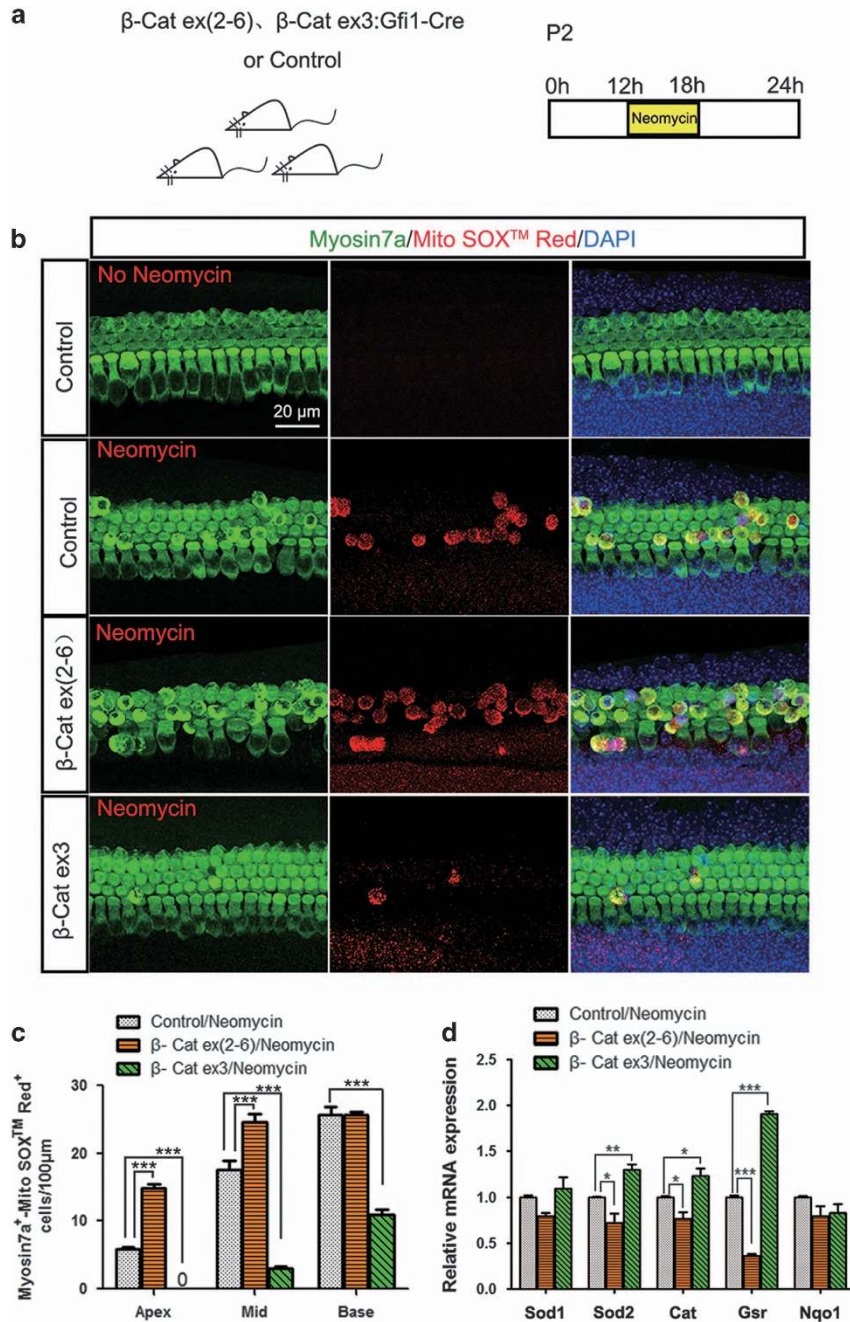 a
β-Cat ex(2-6)、β-Cat ex3:Gfi1-Cre
or Control
P2
0h 12h 18h 24h
Neomycin
b
Myosin7a/Mito SOX™ Red/DAPI
Control
No Neomycin
20 μm
Control
Neomycin
β-Cat ex(2-6)
Neomycin
β-Cat ex3
Neomycin
c
Control/Neomycin
β- Cat ex(2-6)/Neomycin
β- Cat ex3/Neomycin
Myosin7a⁺-Mito SOX™ Red⁺
cells/100μm
30
20
10
0
***
***
0
***
***
***
Apex Mid Base
d
Control/Neomycin
β- Cat ex(2-6)/Neomycin
β- Cat ex3/Neomycin
Relative mRNA expression
2.5
2.0
1.5
1.0
0.5
0.0
**
*
*
*
***
***
Sod1 Sod2 Cat Gsr Nqo1